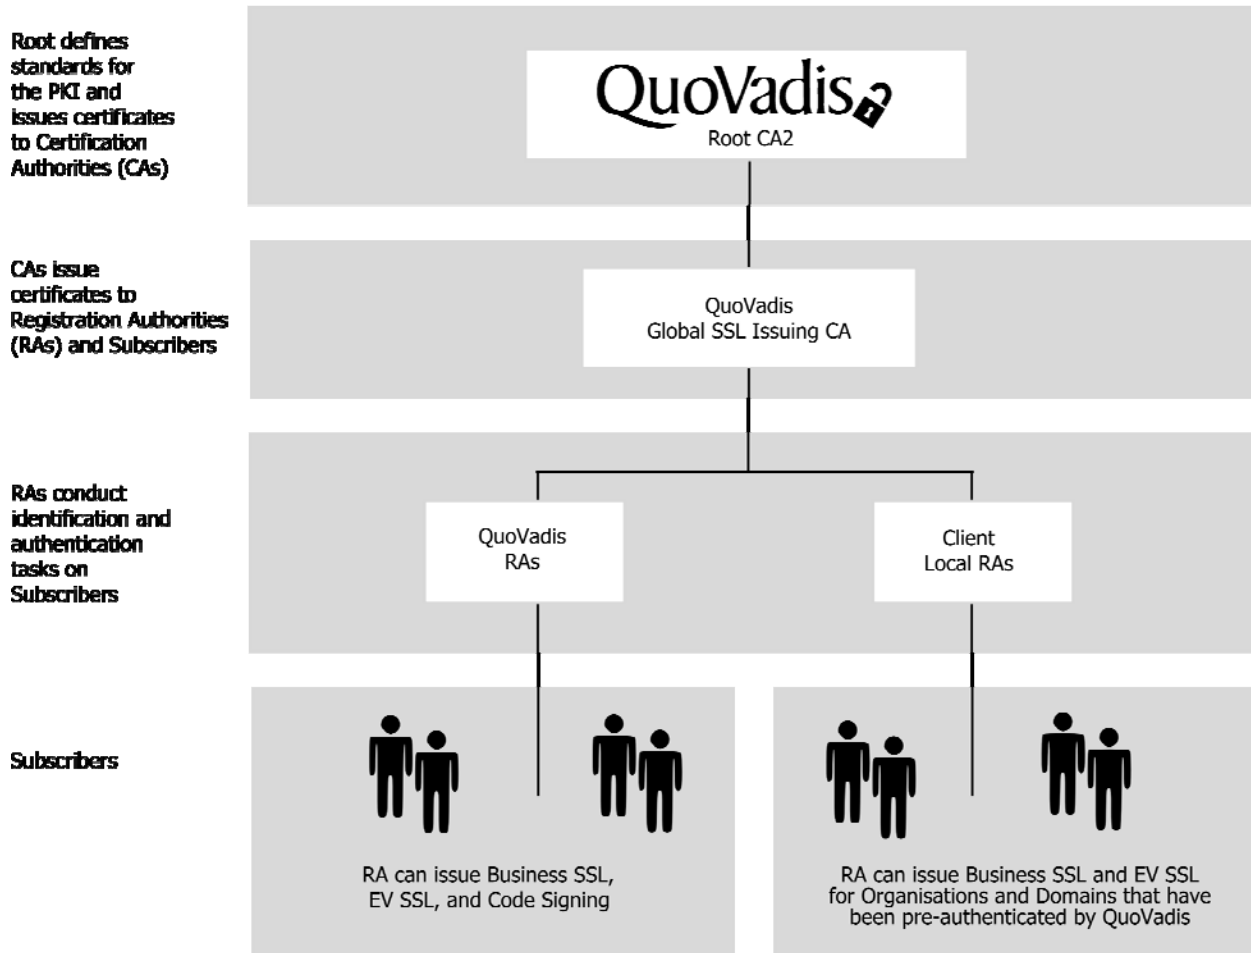 Root defines
standards for
the PKI and
issues certificates
to Certification
Authorities (CAs)
QuoVadis
Root CA2
CAs issue
certificates to
Registration Authorities
(RAs) and Subscribers
QuoVadis
Global SSL Issuing CA
RAs conduct
identification and
authentication
tasks on
Subscribers
QuoVadis
RAs
Client
Local RAs
Subscribers
RA can issue Business SSL,
EV SSL, and Code Signing
RA can issue Business SSL and EV SSL
for Organisations and Domains that have
been pre-authenticated by QuoVadis